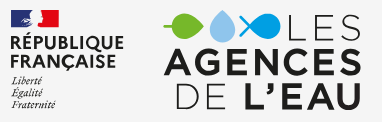 RÉPUBLIQUE
FRANÇAISE
Liberté
Égalité
Fraternité
LES
AGENCES
DE L'EAU